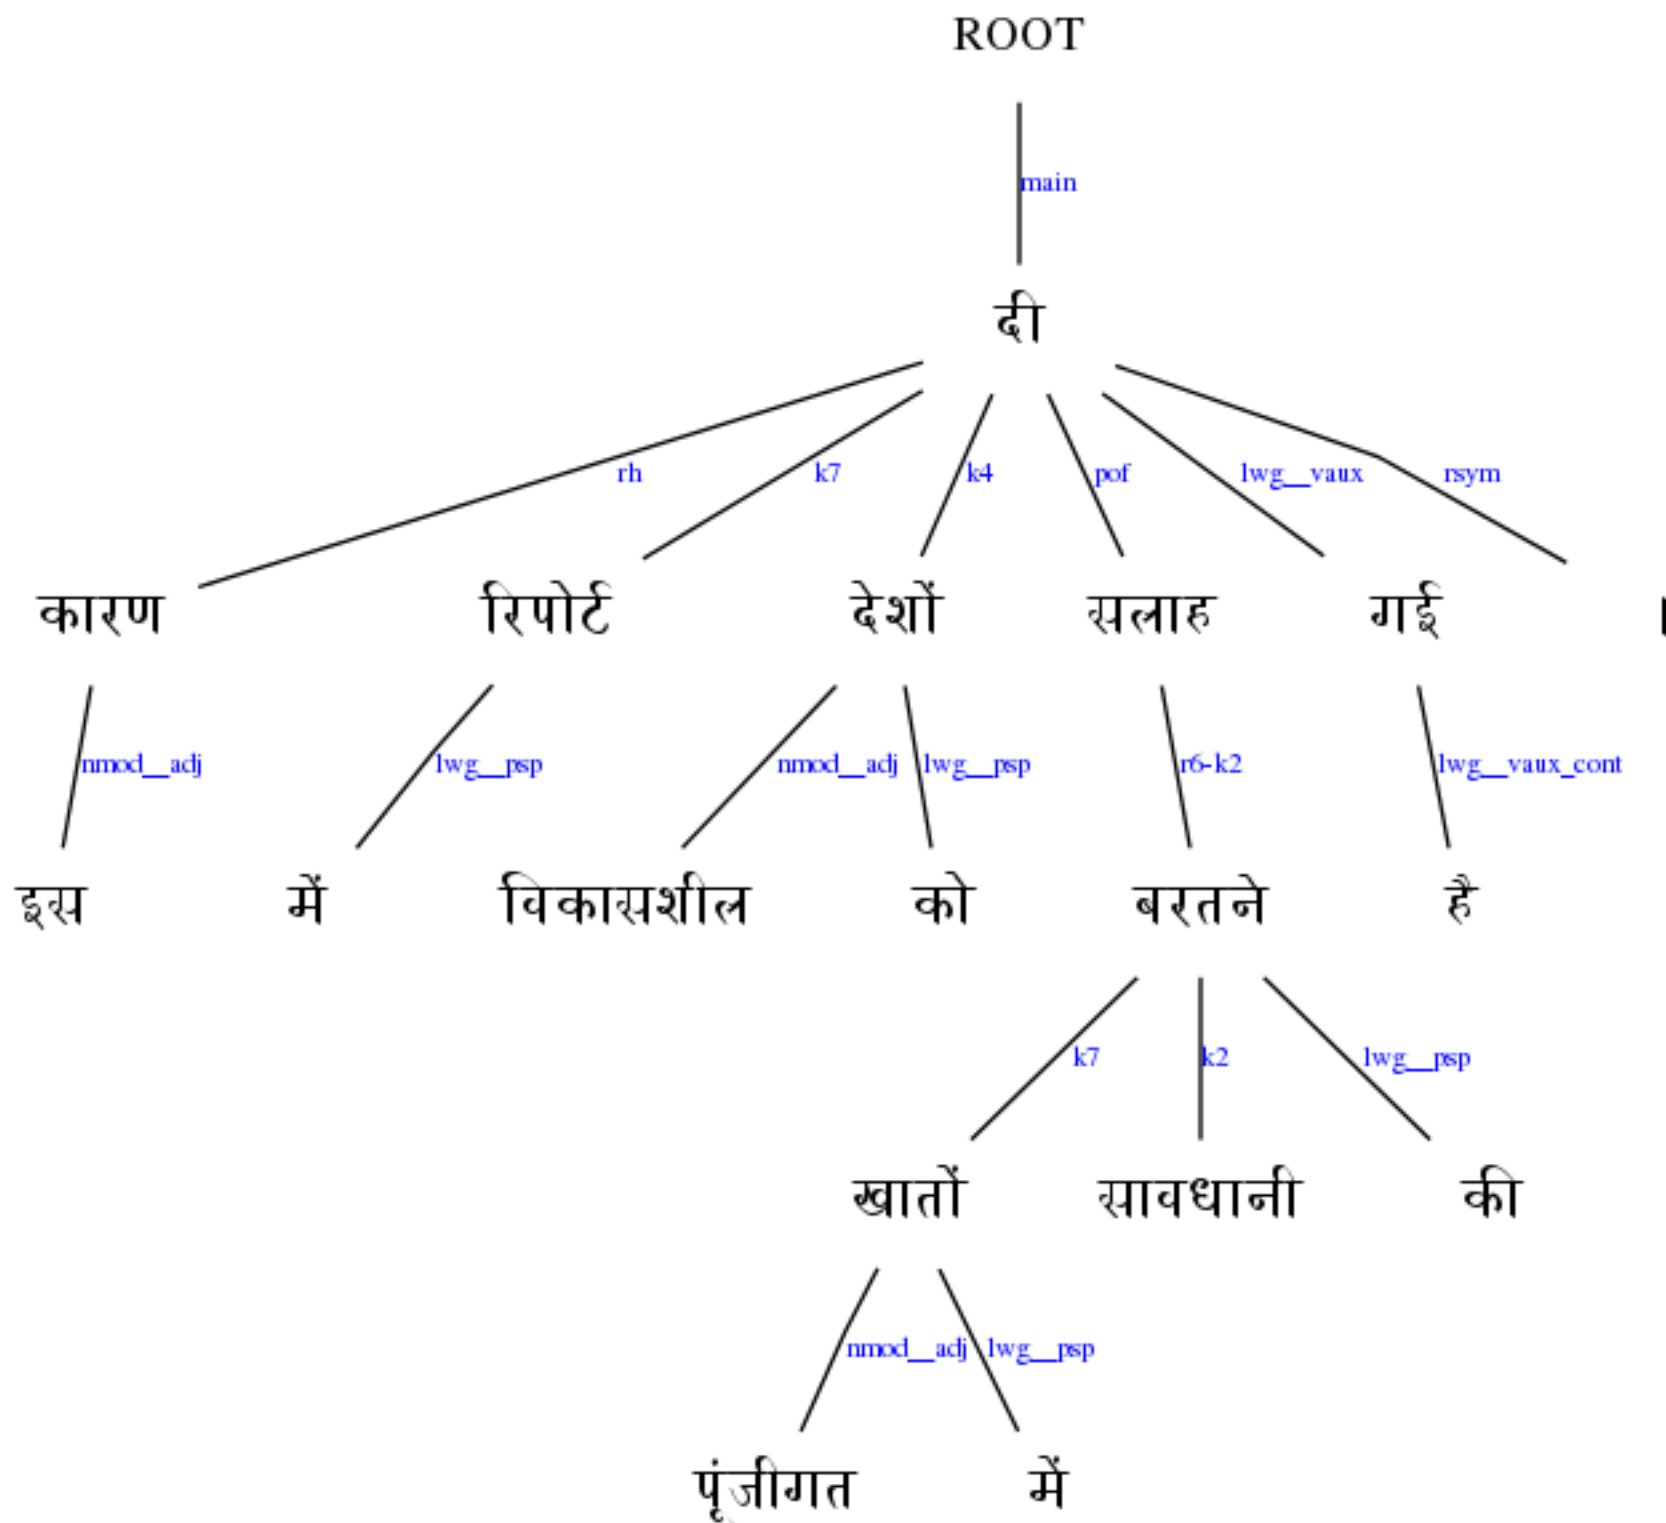 ROOT
main
दी
rh k7 k4 pof lwg__vaux rsym
कारण रिपोर्ट देशों सलाह गई ।
nmod__adj lwg__psp nmod__adj lwg__psp r6-k2 lwg__vaux_cont
इस में विकासशील को बरतने है
k7 k2 lwg__psp
खातों सावधानी की
nmod__adj lwg__psp
पूंजीगत में